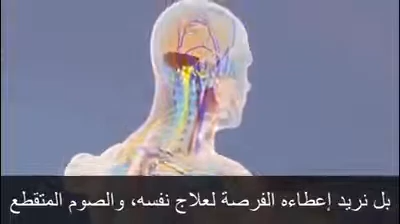 بل نريد إعطاءه الفرصة لعلاج نفسه، والصوم المتقطع